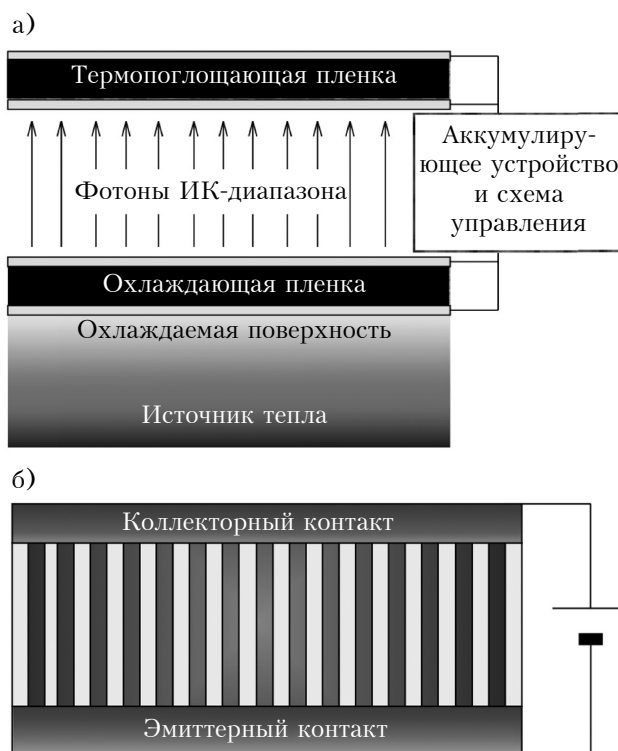 а)
Термопоглощающая пленка
Аккумулиру-
ющее устройство
и схема
управления
Фотоны ИК-диапазона
Охлаждающая пленка
Охлаждаемая поверхность
Источник тепла
б)
Коллекторный контакт
Эмиттерный контакт